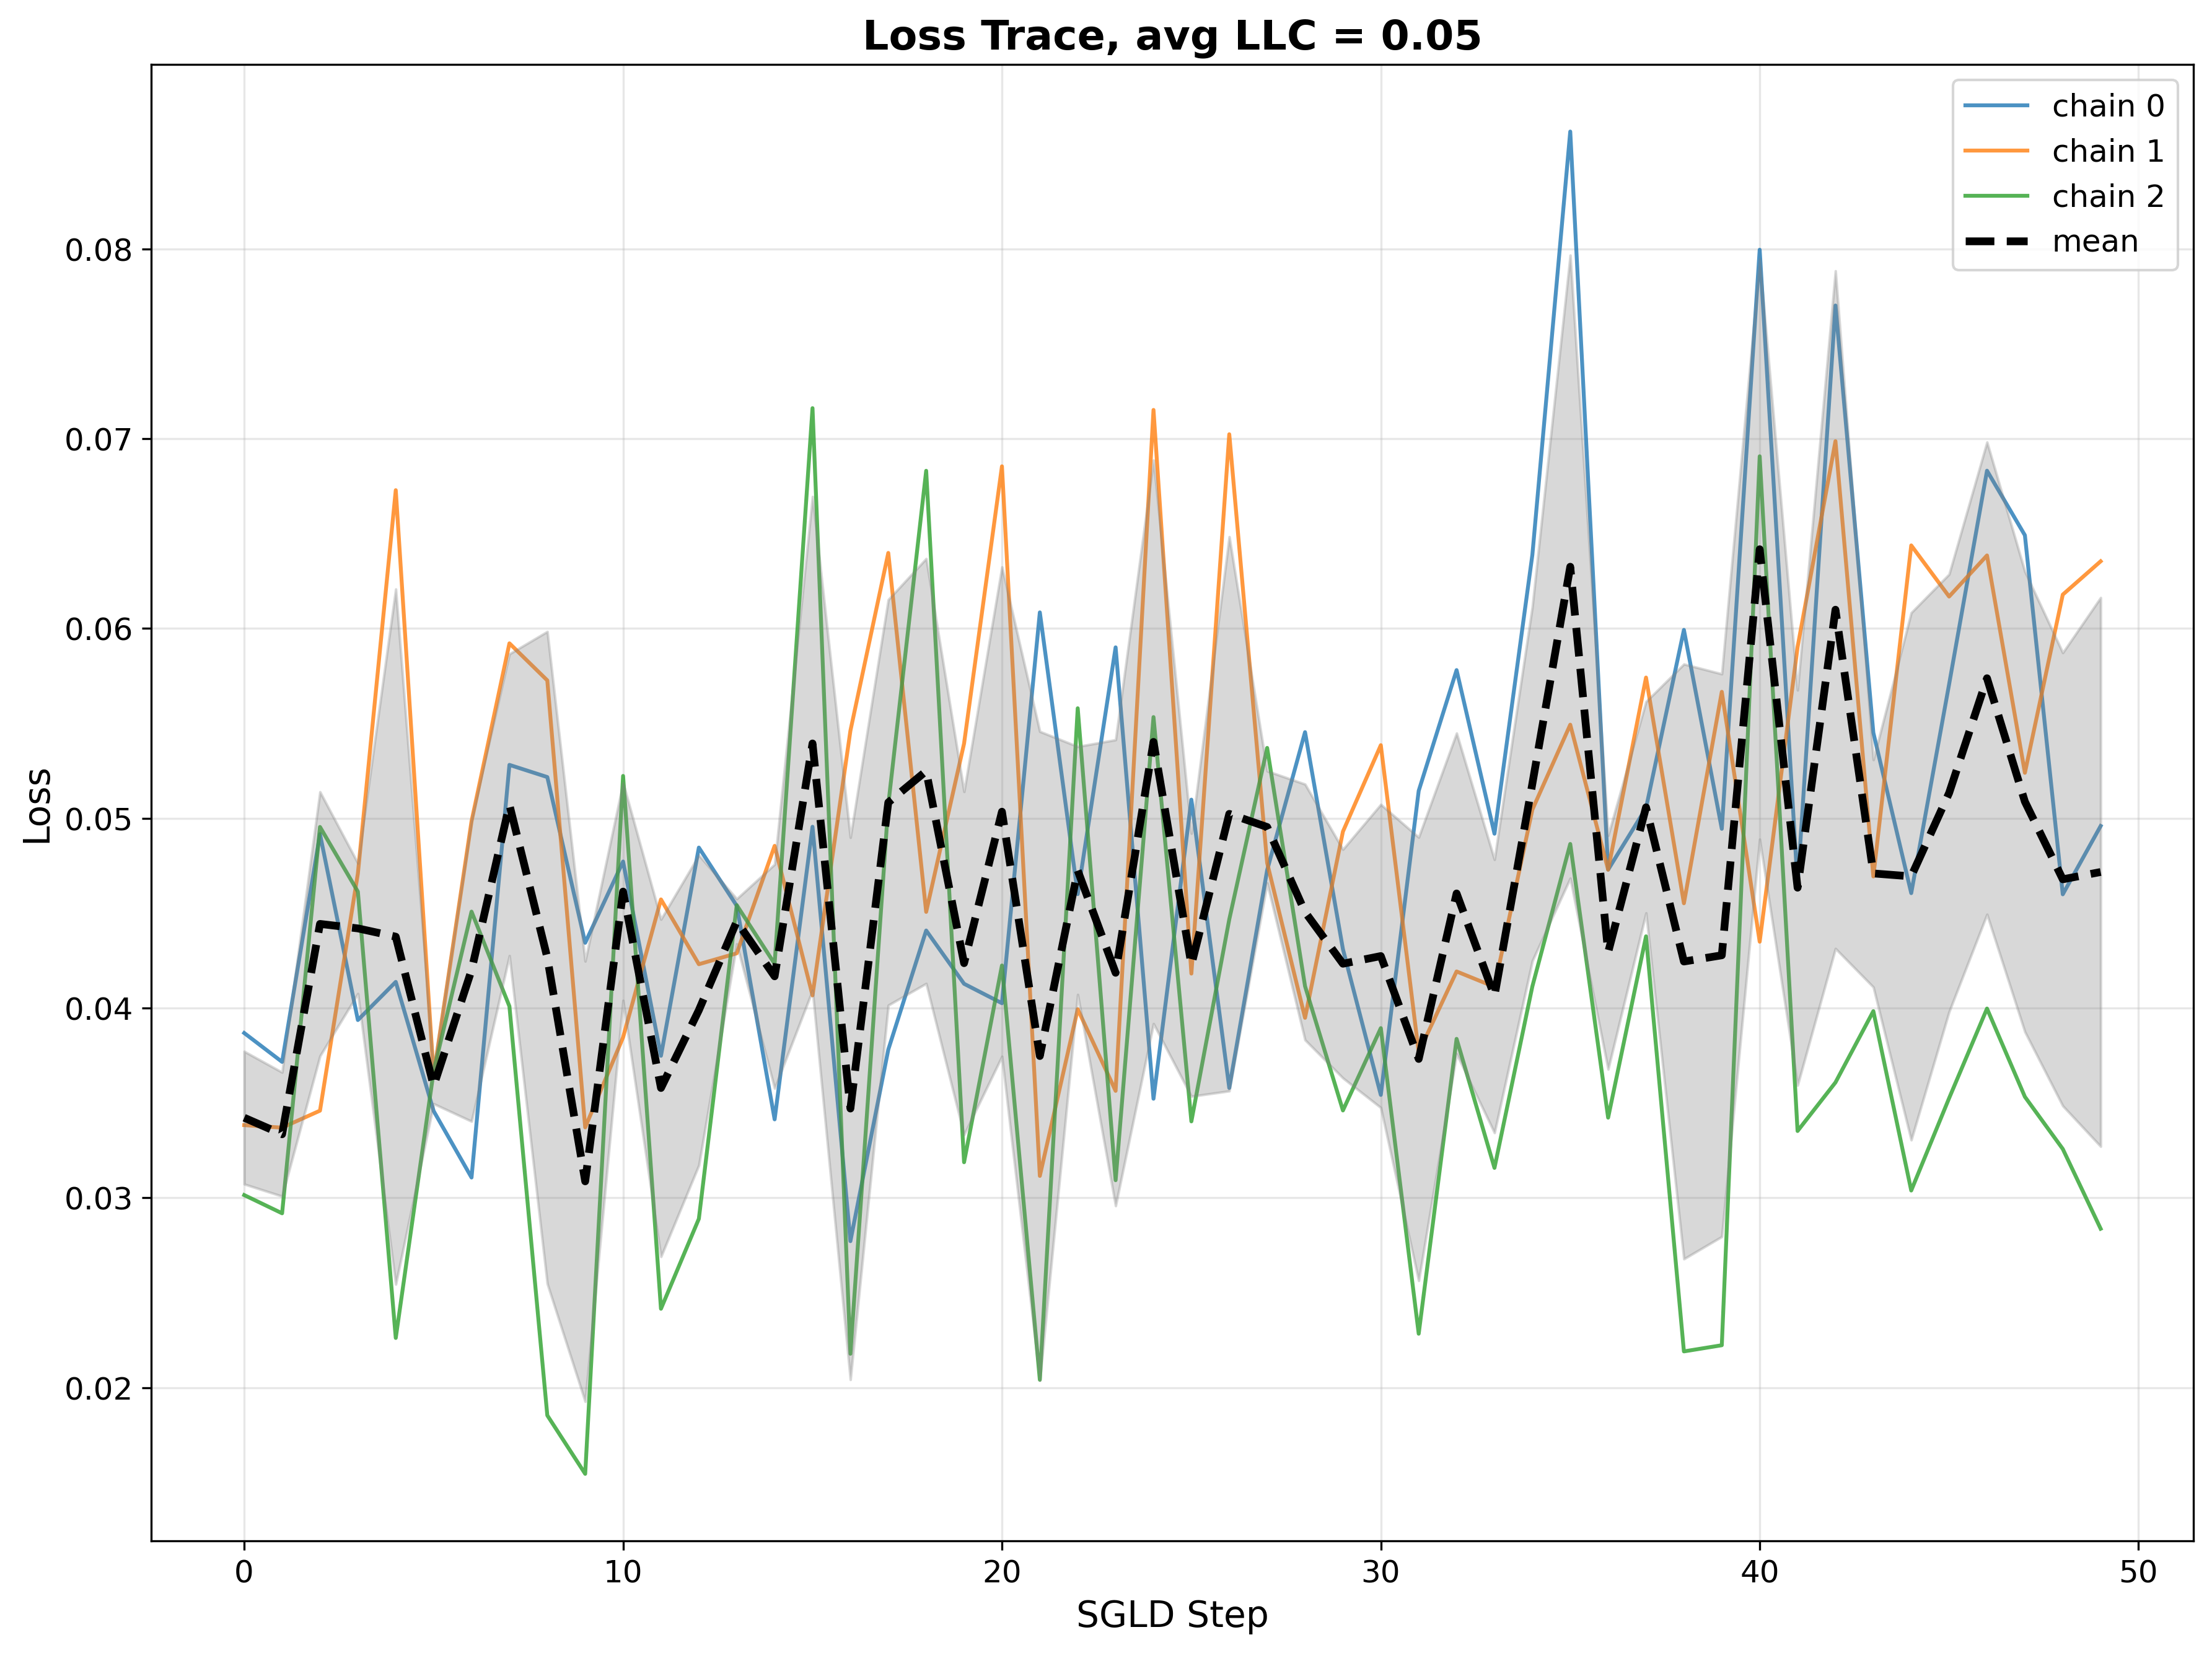 Loss Trace, avg LLC = 0.05
chain 0
chain 1
chain 2
mean
0.08
0.07
0.06
0.05
0.04
0.03
0.02
Loss
0 10 20 30 40 50
SGLD Step